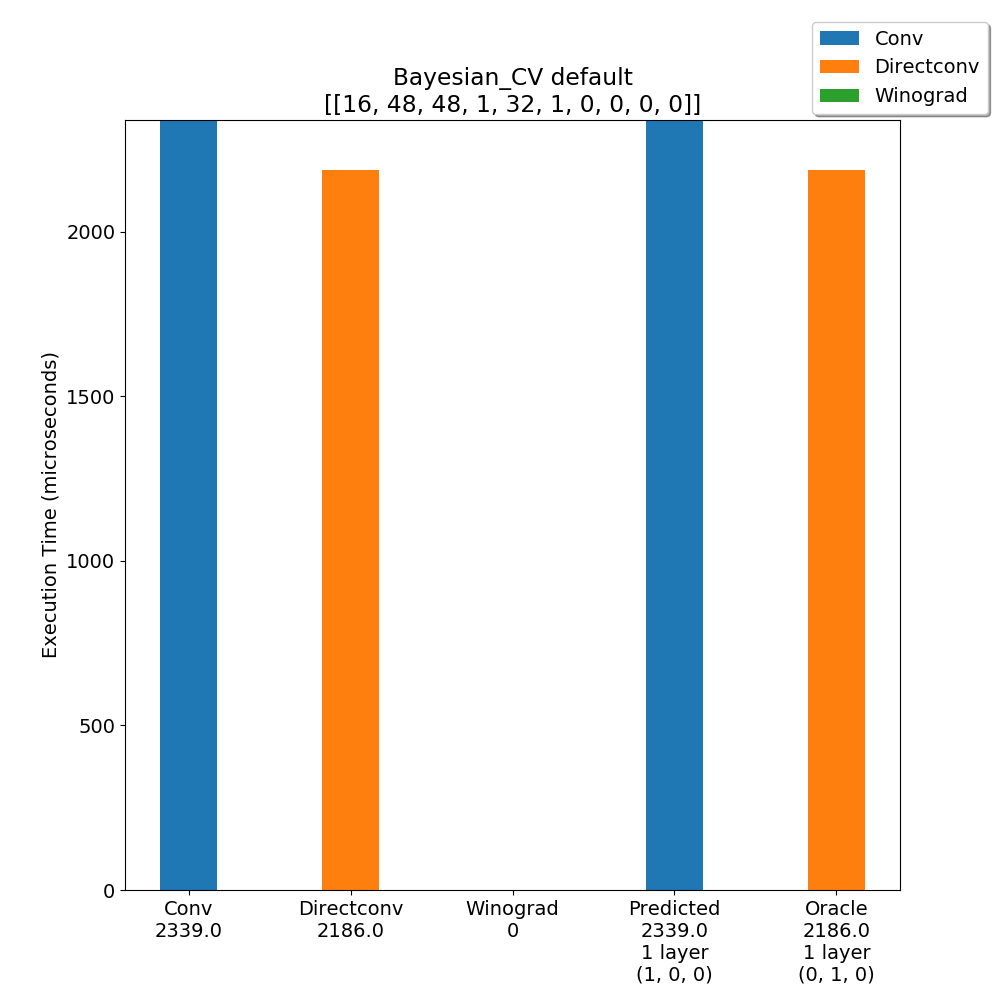 Conv
Directconv
Winograd
Bayesian_CV default
[[16, 48, 48, 1, 32, 1, 0, 0, 0, 0]]
Execution Time (microseconds)
2000
1500
1000
500
0
Conv
2339.0
Directconv
2186.0
Winograd
0
Predicted
2339.0
1 layer
(1, 0, 0)
Oracle
2186.0
1 layer
(0, 1, 0)